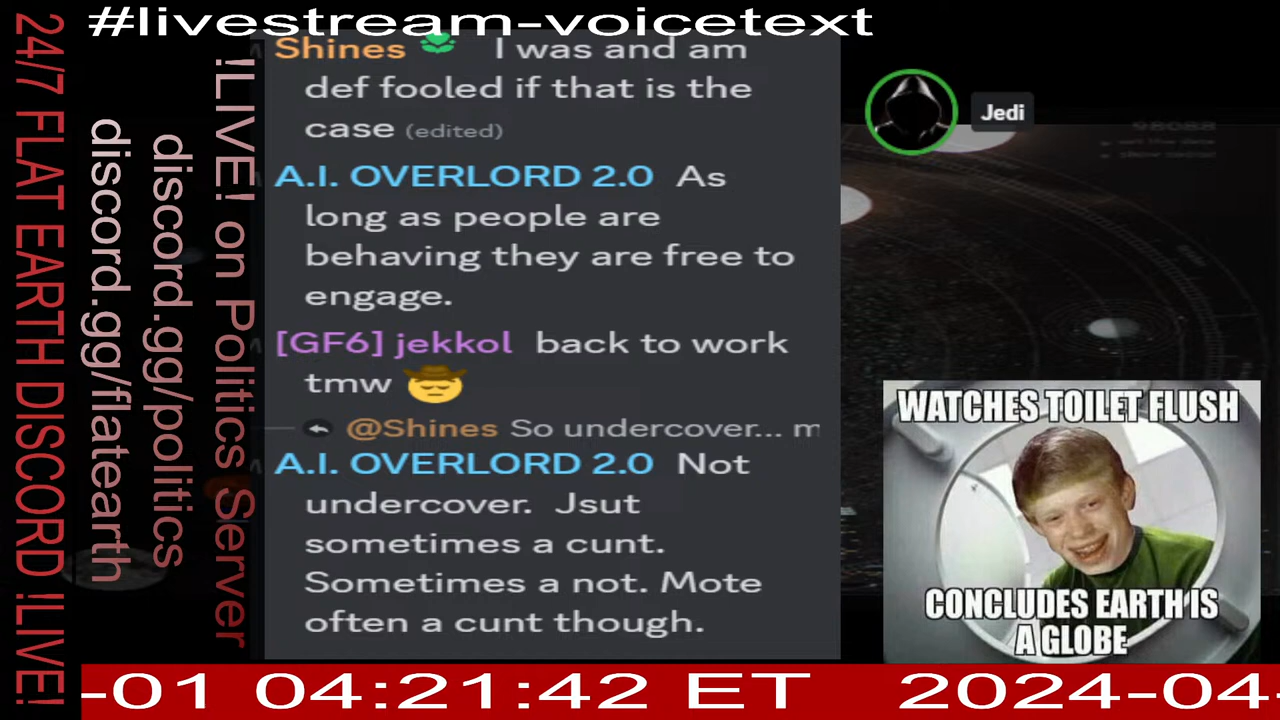 #livestream-voicetext
24/7 FLAT EARTH DISCORD !LIVE!
discord.gg/flatearth
discord.gg/politics
!LIVE! on Politics Server
Shines I was and am
def fooled if that is the
case (edited)
A.I. OVERLORD 2.0 As
long as people are
behaving they are free to
engage.
[GF6] jekkol back to work
tmw
@Shines So undercover... m
A.I. OVERLORD 2.0 Not
undercover. Jsut
sometimes a cunt.
Sometimes a not. Mote
often a cunt though.
Jedi
WATCHES TOILET FLUSH
CONCLUDES EARTH IS
A GLOBE
-01 04:21:42 ET 2024-04-